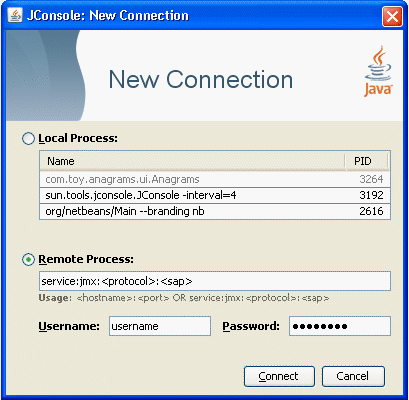 JConsole: New Connection
New Connection
Java
Local Process:
Name PID
com.toy.anagrams.ui.Anagrams 3264
sun.tools.jconsole.JConsole -interval=4 3192
org/netbeans/Main --branding nb 2616
Remote Process:
service:jmx:<protocol>:<sap>
Usage: <hostname>:<port> OR service:jmx:<protocol>:<sap>
Username: username Password: ●●●●●●●●
Connect Cancel